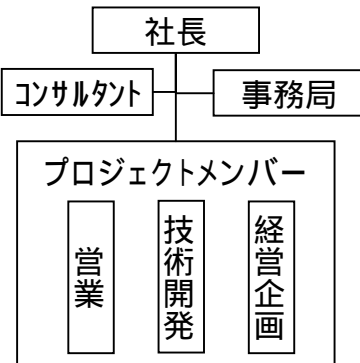 社長
コンサルタント
事務局
プロジェクトメンバー
営業
技術開発
経営企画